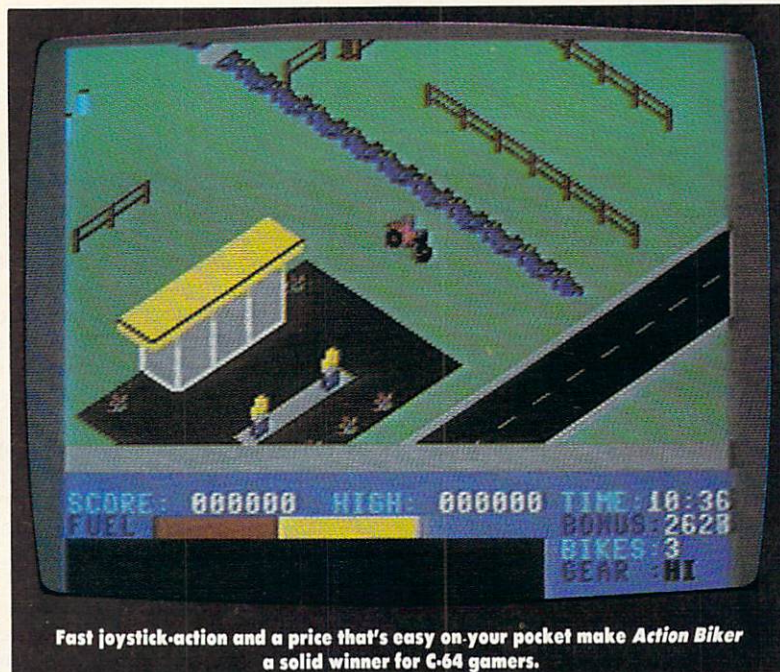 SCORE: 000000 HIGH: 000000 TIME:10:36
FUEL BONUS:2628
BIKES:3
GEAR :HI
Fast joystick-action and a price that's easy on-your pocket make Action Biker
a solid winner for C-64 gamers.